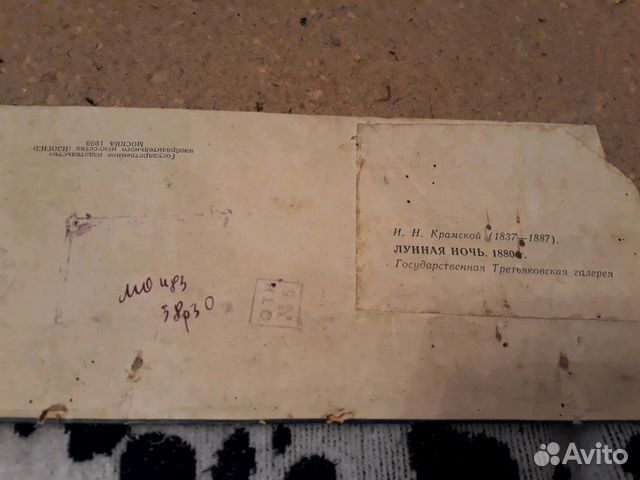 Государственное издательство
изобразительного искусства (ИЗОГИЗ)
МОСКВА 1958
И. Н. Крамской (1837—1887).
ЛУННАЯ НОЧЬ. 1880 г.
Государственная Третьяковская галерея
ОТК
№ 6
Avito